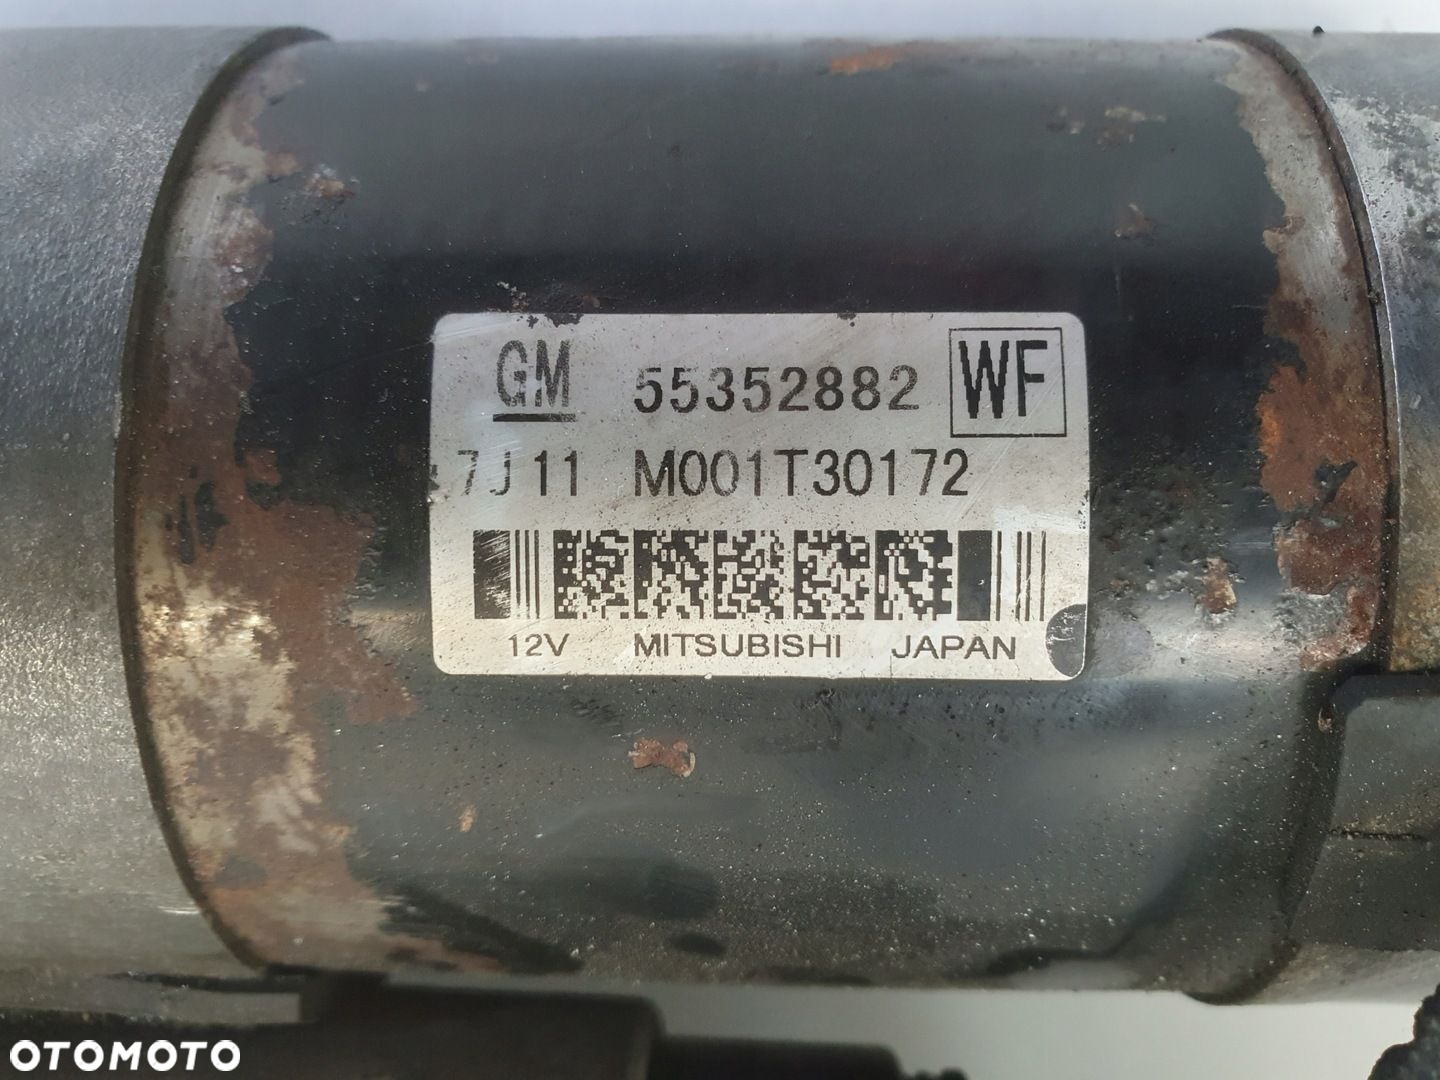 GM 55352882 WF
7J11 M001T30172
12V MITSUBISHI JAPAN
OTOMOTO